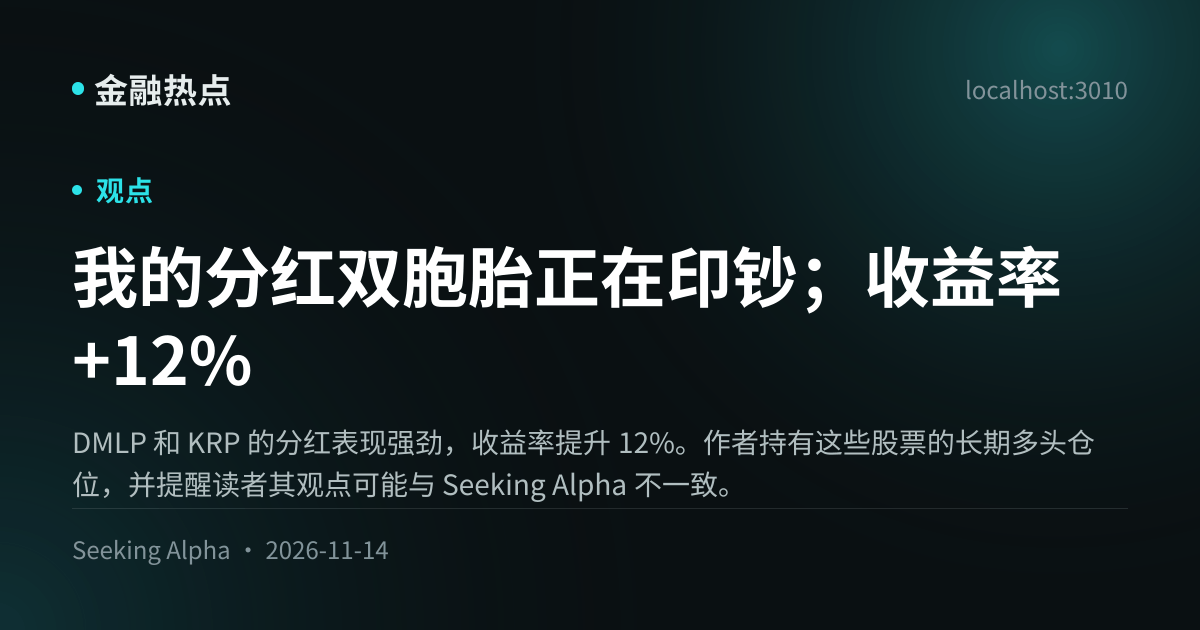 金融热点
localhost:3010
观点
我的分红双胞胎正在印钞；收益率
+12%
DMLP 和 KRP 的分红表现强劲，收益率提升 12%。作者持有这些股票的长期多头仓
位，并提醒读者其观点可能与 Seeking Alpha 不一致。
Seeking Alpha · 2026-11-14